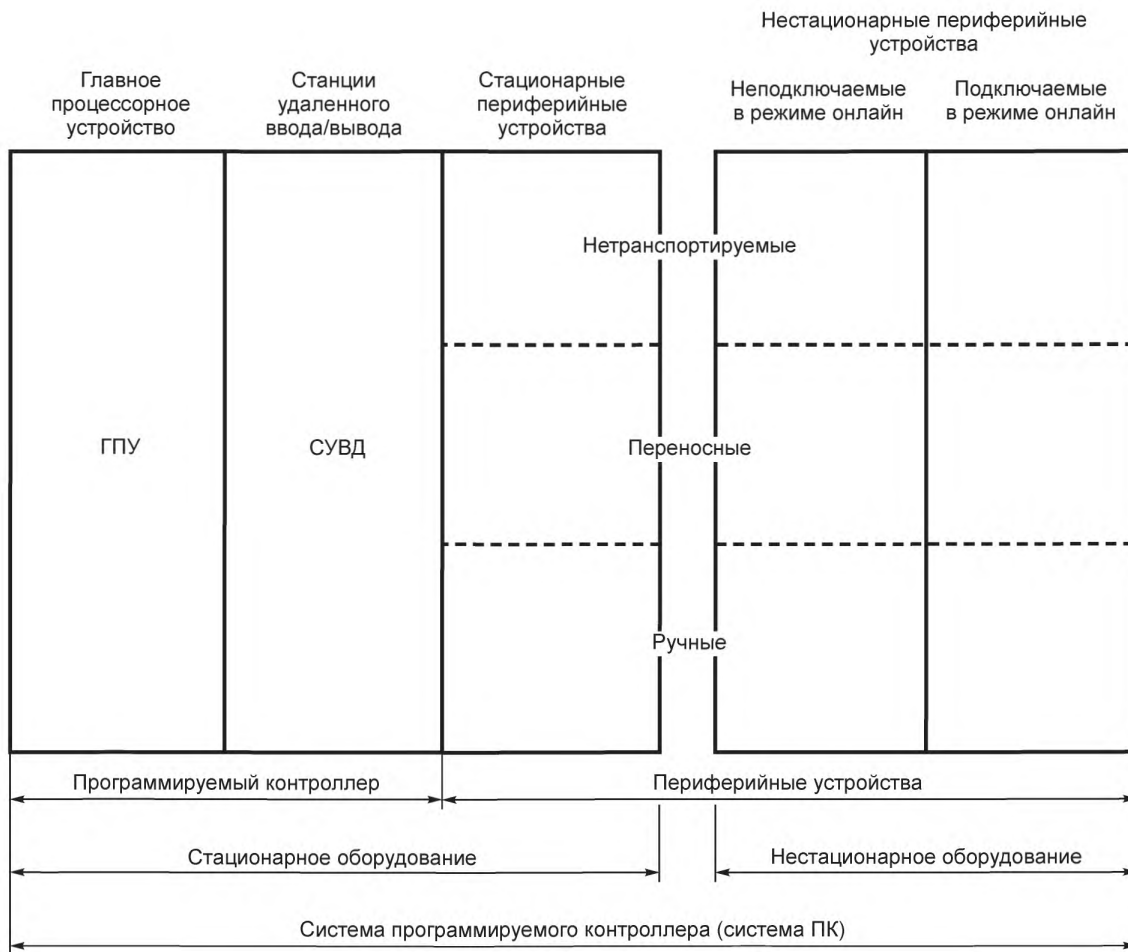 Нестационарные периферийные
устройства
Главное
процессорное
устройство
Станции
удаленного
ввода/вывода
Стационарные
периферийные
устройства
Неподключаемые
в режиме онлайн
Подключаемые
в режиме онлайн
Нетранспортируемые
ГПУ
СУВД
Переносные
Ручные
Программируемый контроллер
Периферийные устройства
Стационарное оборудование
Нестационарное оборудование
Система программируемого контроллера (система ПК)